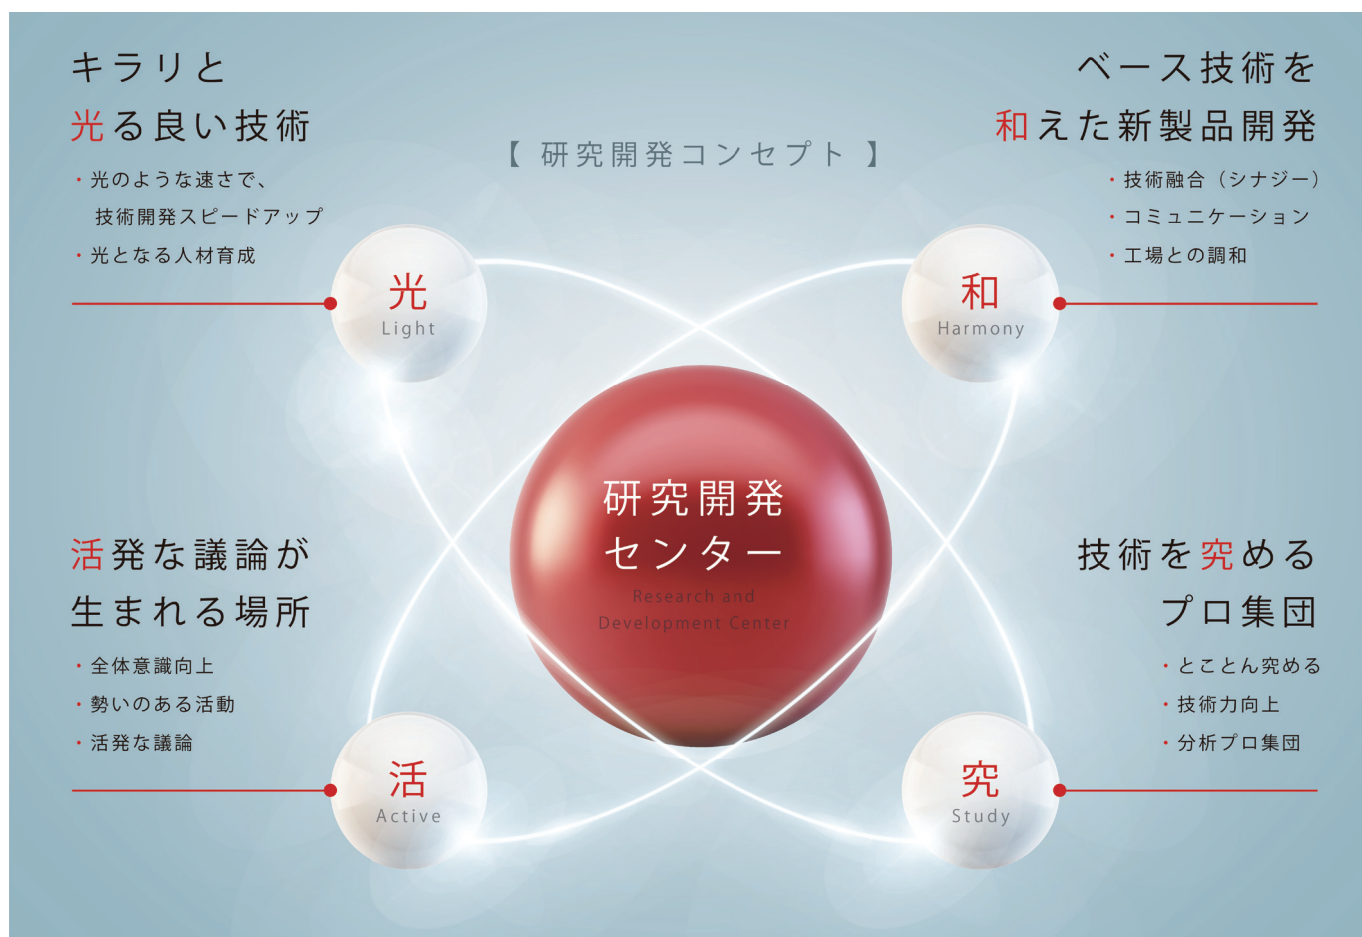 【 研究開発コンセプト 】
キラリと
光る良い技術
・光のような速さで、
技術開発スピードアップ
・光となる人材育成
光
Light
ベース技術を
和えた新製品開発
・技術融合（シナジー）
・コミュニケーション
・工場との調和
和
Harmony
研究開発
センター
Research and
Development Center
活発な議論が
生まれる場所
・全体意識向上
・勢いのある活動
・活発な議論
活
Active
技術を究める
プロ集団
・とことん究める
・技術力向上
・分析プロ集団
究
Study